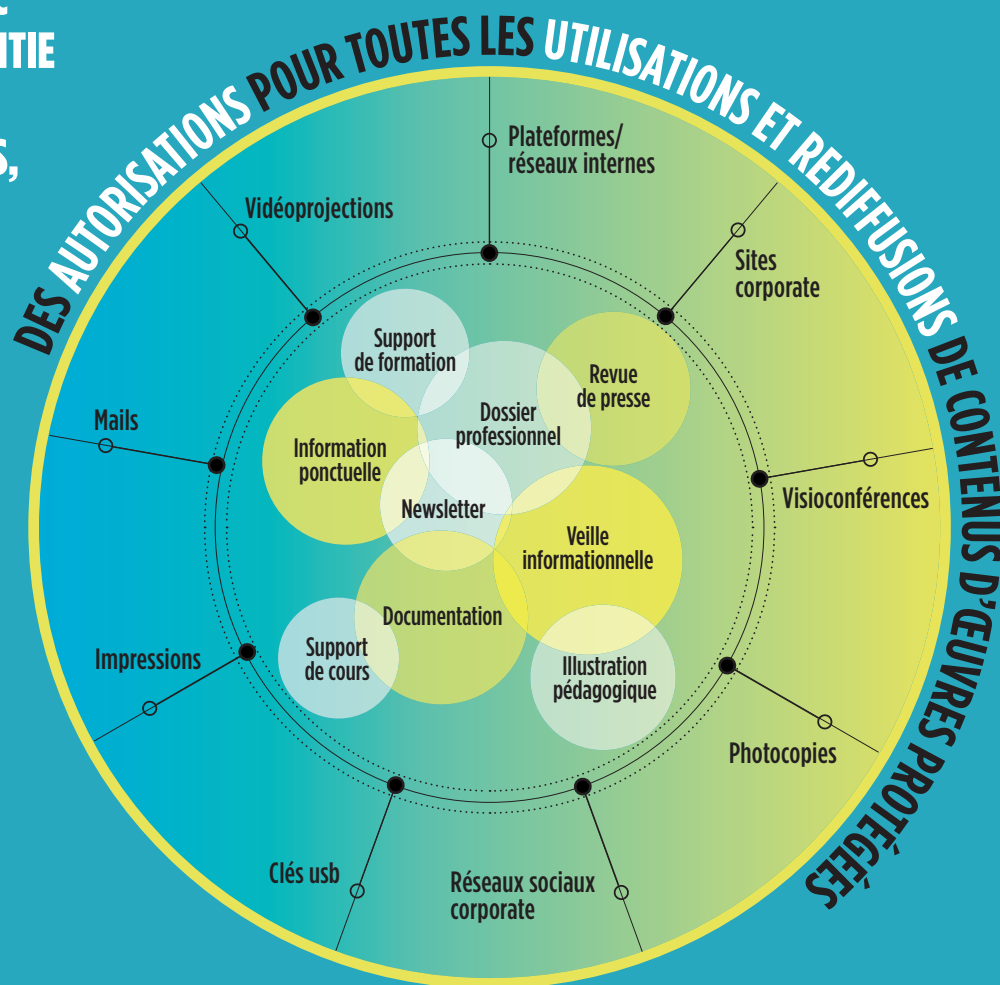 DES AUTORISATIONS POUR TOUTES LES UTILISATIONS ET REDIFFUSIONS DE CONTENUS D'ŒUVRES PROTÉGÉES
Plateformes/
réseaux internes
Vidéoprojections
Sites
corporate
Mails
Visioconférences
Impressions
Photocopies
Clés usb
Réseaux sociaux
corporate
Support
de formation
Revue
de presse
Dossier
professionnel
Information
ponctuelle
Newsletter
Veille
informationnelle
Documentation
Support
de cours
Illustration
pédagogique